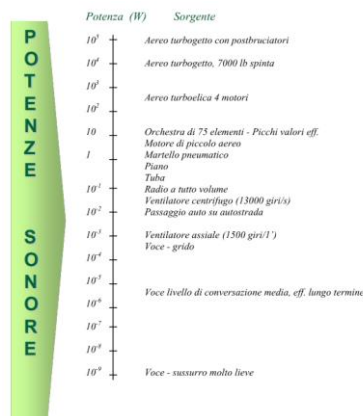 POTENZE SONORE
Potenza (W) Sorgente
10⁵ Aereo turbogetto con postbruciatori
10⁴ Aereo turbogetto, 7000 lb spinta
10³
Aereo turboelica 4 motori
10²
10 Orchestra di 75 elementi - Picchi valori eff.
Motore di piccolo aereo
1 Martello pneumatico
Piano
Tuba
10⁻¹ Radio a tutto volume
Ventilatore centrifugo (13000 giri/s)
10⁻² Passaggio auto su autostrada
10⁻³ Ventilatore assiale (1500 giri/1')
Voce - grido
10⁻⁴
10⁻⁵
Voce livello di conversazione media, eff. lungo termine
10⁻⁶
10⁻⁷
10⁻⁸
10⁻⁹ Voce - sussurro molto lieve